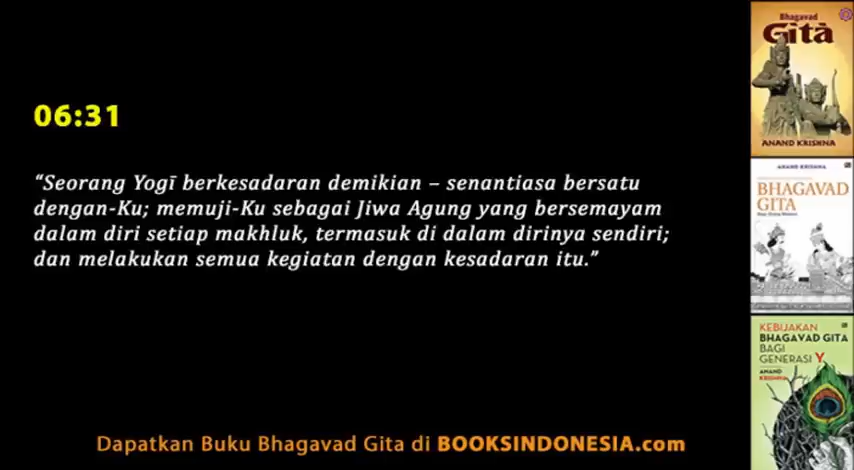 06:31
“Seorang Yogī berkesadaran demikian – senantiasa bersatu
dengan-Ku; memuji-Ku sebagai Jiwa Agung yang bersemayam
dalam diri setiap makhluk, termasuk di dalam dirinya sendiri;
dan melakukan semua kegiatan dengan kesadaran itu.”
Dapatkan Buku Bhagavad Gita di BOOKSINDONESIA.com
Bhagavad
Gītā
ANAND KRISHNA
ANAND KRISHNA
BHAGAVAD
GITA
KEBIJAKAN
BHAGAVAD GITA
BAGI
GENERASI Y
ANAND
KRISHNA